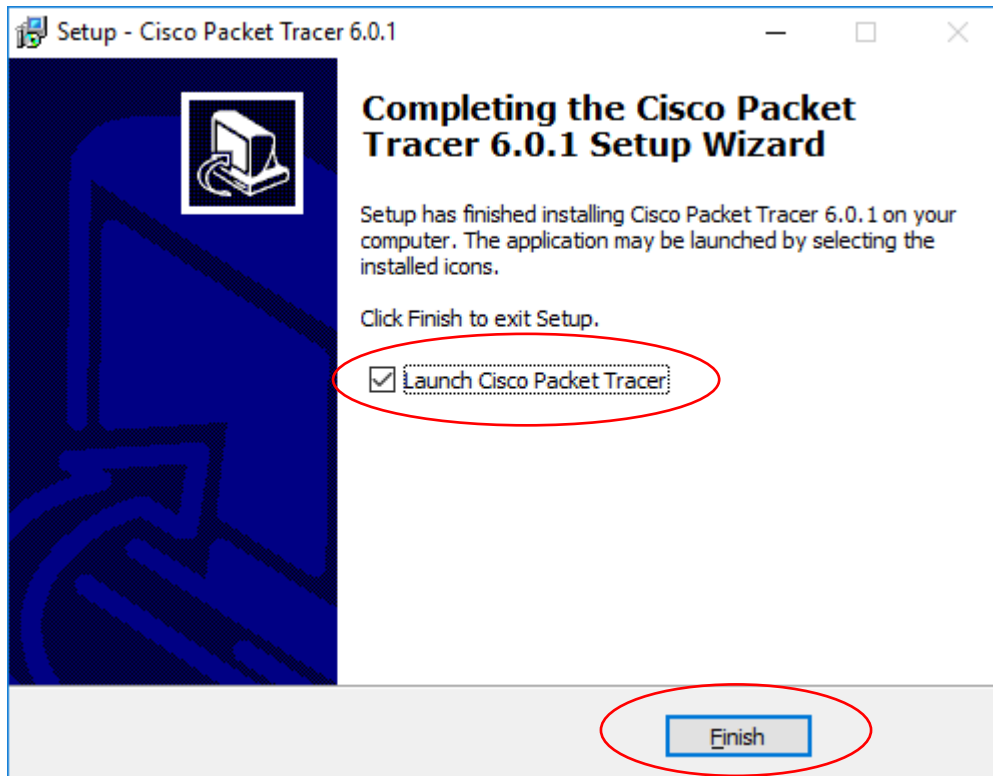 Setup - Cisco Packet Tracer 6.0.1
Completing the Cisco Packet
Tracer 6.0.1 Setup Wizard
Setup has finished installing Cisco Packet Tracer 6.0.1 on your
computer. The application may be launched by selecting the
installed icons.
Click Finish to exit Setup.
Launch Cisco Packet Tracer
Finish